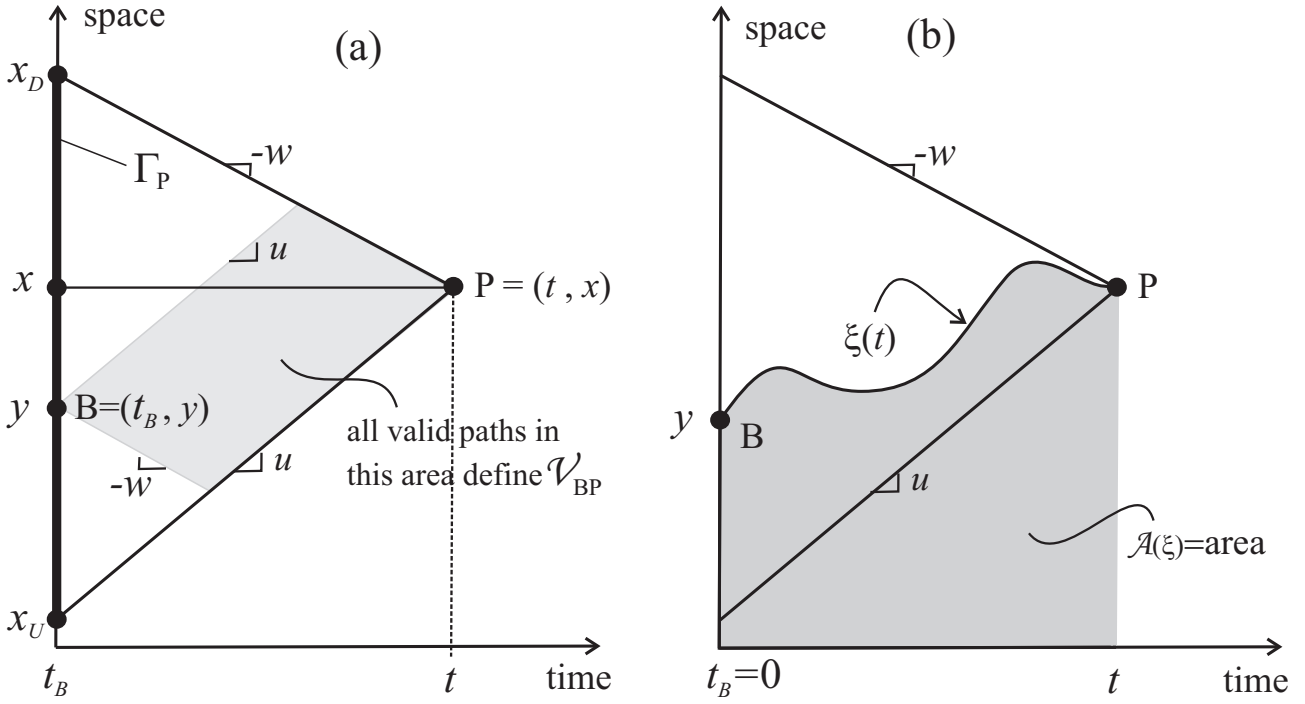 space
(a)
x_D
-w
Γ_P
u
x
P = (t , x)
y
B=(t_B, y)
all valid paths in
this area define 𝒱_BP
-w
u
x_U
t_B
t
time
space
(b)
-w
P
ξ(t)
y
B
u
𝒜(ξ)=area
t_B=0
t
time